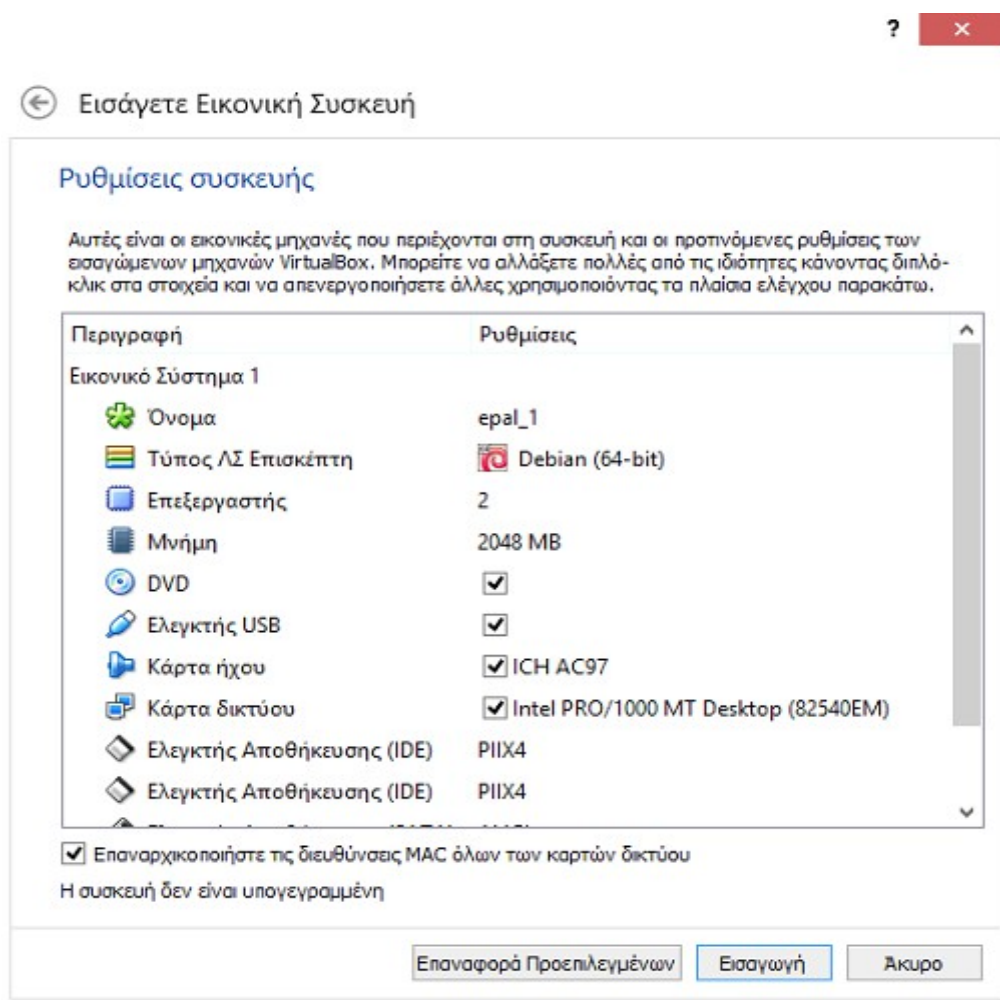 ?
Εισάγετε Εικονική Συσκευή
Ρυθμίσεις συσκευής
Αυτές είναι οι εικονικές μηχανές που περιέχονται στη συσκευή και οι προτινόμενες ρυθμίσεις των
εισαγώμενων μηχανών VirtualBox. Μπορείτε να αλλάξετε πολλές από τις ιδιότητες κάνοντας διπλό-
κλικ στα στοιχεία και να απενεργοποιήσετε άλλες χρησιμοποιόντας τα πλαίσια ελέγχου παρακάτω.
Περιγραφή Ρυθμίσεις
Εικονικό Σύστημα 1
Όνομα epal_1
Τύπος ΛΣ Επισκέπτη Debian (64-bit)
Επεξεργαστής 2
Μνήμη 2048 MB
DVD
Ελεγκτής USB
Κάρτα ήχου ICH AC97
Κάρτα δικτύου Intel PRO/1000 MT Desktop (82540EM)
Ελεγκτής Αποθήκευσης (IDE) PIIX4
Ελεγκτής Αποθήκευσης (IDE) PIIX4
Επαναρχικοποιήστε τις διευθύνσεις MAC όλων των καρτών δικτύου
Η συσκευή δεν είναι υπογεγραμμένη
Επαναφορά Προεπιλεγμένων Εισαγωγή Άκυρο